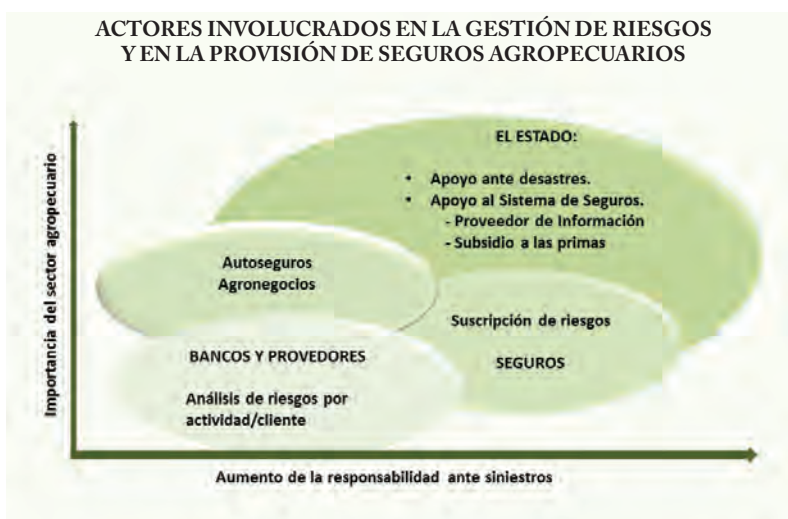 ACTORES INVOLUCRADOS EN LA GESTIÓN DE RIESGOS
Y EN LA PROVISIÓN DE SEGUROS AGROPECUARIOS
Importancia del sector agropecuario
EL ESTADO:
• Apoyo ante desastres.
• Apoyo al Sistema de Seguros.
- Proveedor de Información
- Subsidio a las primas
Autoseguros
Agronegocios
Suscripción de riesgos
SEGUROS
BANCOS Y PROVEDORES
Análisis de riesgos por
actividad/cliente
Aumento de la responsabilidad ante siniestros